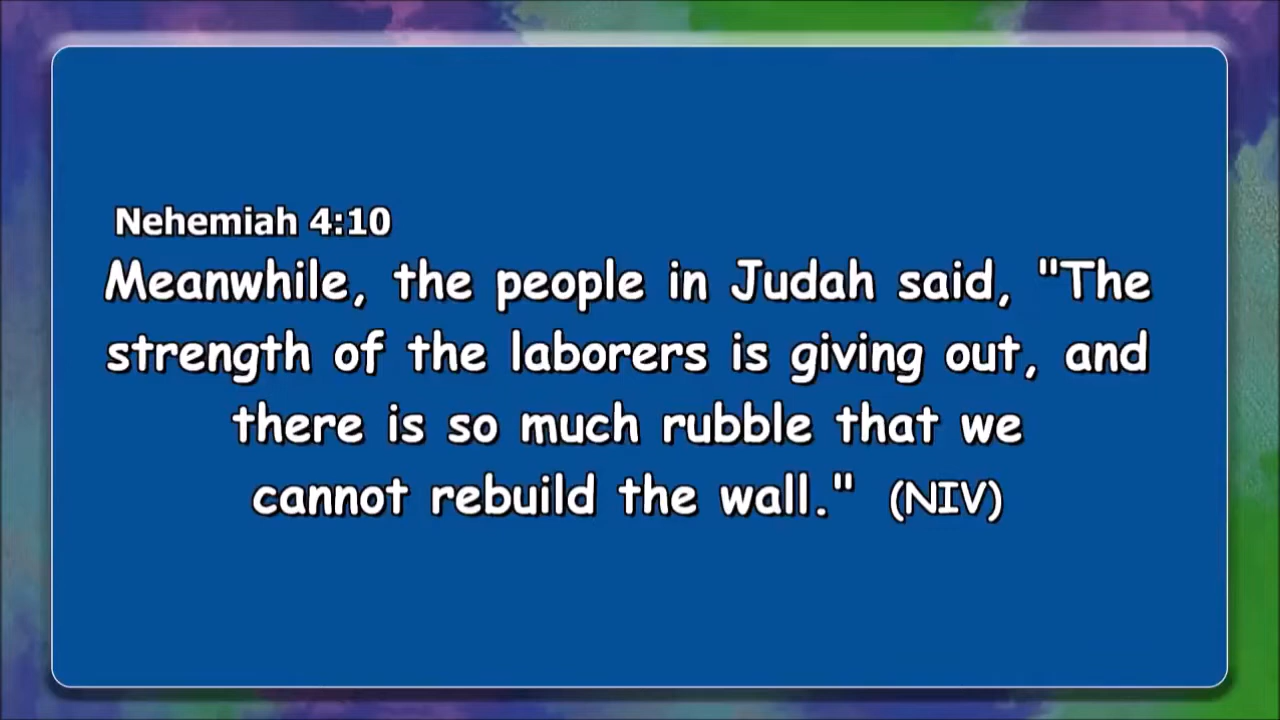 Nehemiah 4:10
Meanwhile, the people in Judah said, "The
strength of the laborers is giving out, and
there is so much rubble that we
cannot rebuild the wall." (NIV)